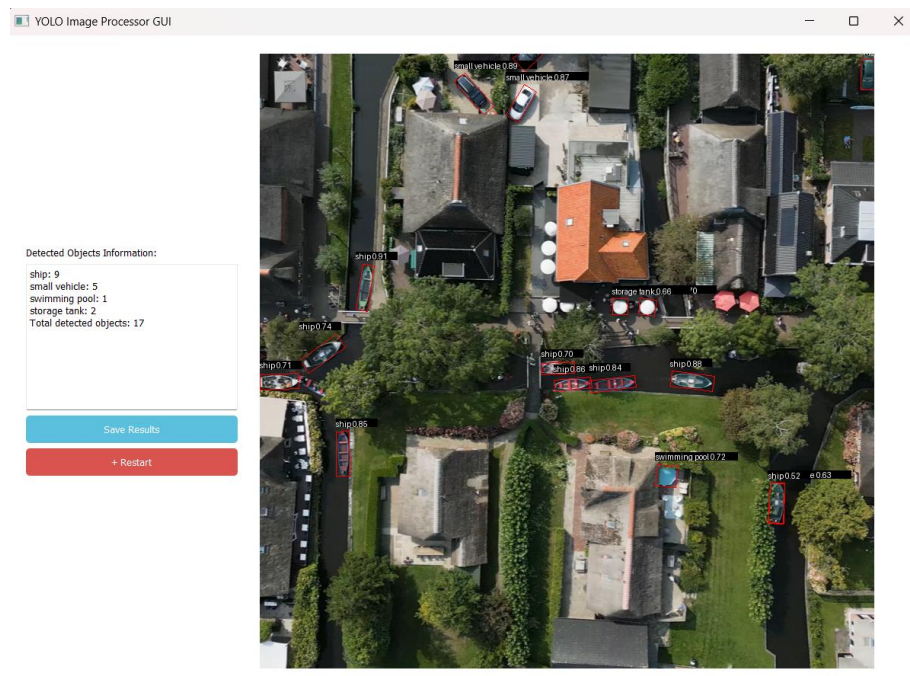 YOLO Image Processor GUI
small vehicle 0.89
small vehicle 0.87
Detected Objects Information:
ship: 9
small vehicle: 5
swimming pool: 1
storage tank: 2
Total detected objects: 17
Save Results
+ Restart
ship 0.91
storage tank 0.66
ship 0.74
ship 0.71
ship 0.70
ship 0.86
ship 0.84
ship 0.88
ship 0.85
swimming pool 0.72
ship 0.52
e 0.63